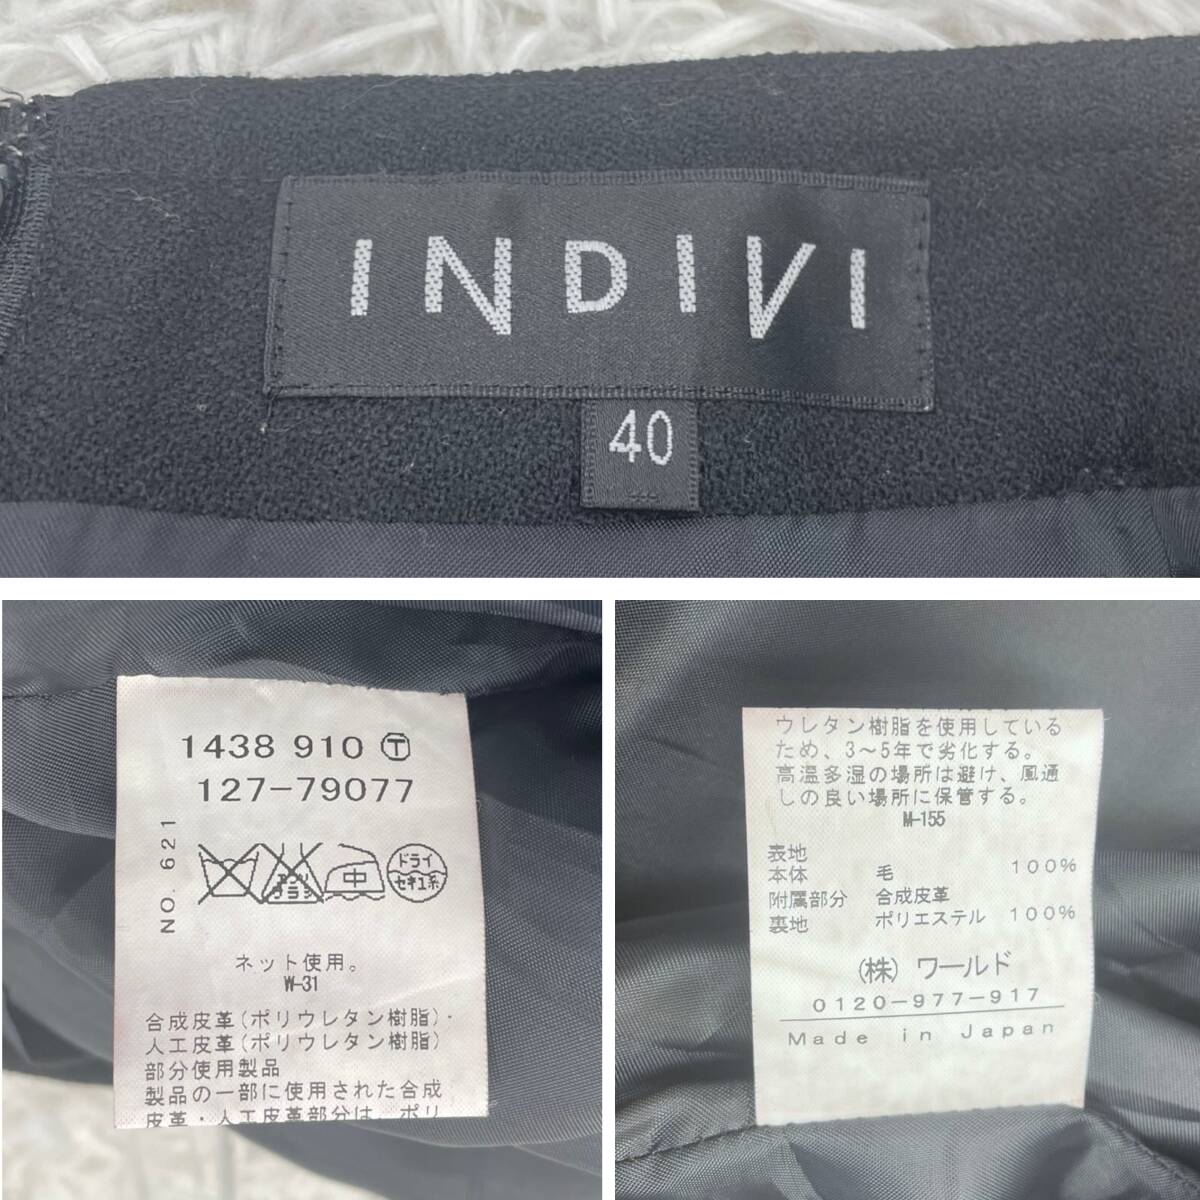 INDIVI
40
1438 910 Ⓣ
127-79077
NO. 621
中
ドライ
セキユ系
ネット使用。
W-31
合成皮革(ポリウレタン樹脂)・
人工皮革(ポリウレタン樹脂)
部分使用製品
製品の一部に使用された合成
皮革・人工皮革部分は、ポリ
ウレタン樹脂を使用している
ため、3～5年で劣化する。
高温多湿の場所は避け、風通
しの良い場所に保管する。
M-155
表地
本体 毛 100%
附属部分 合成皮革
裏地 ポリエステル 100%
(株) ワールド
0120-977-917
Made in Japan